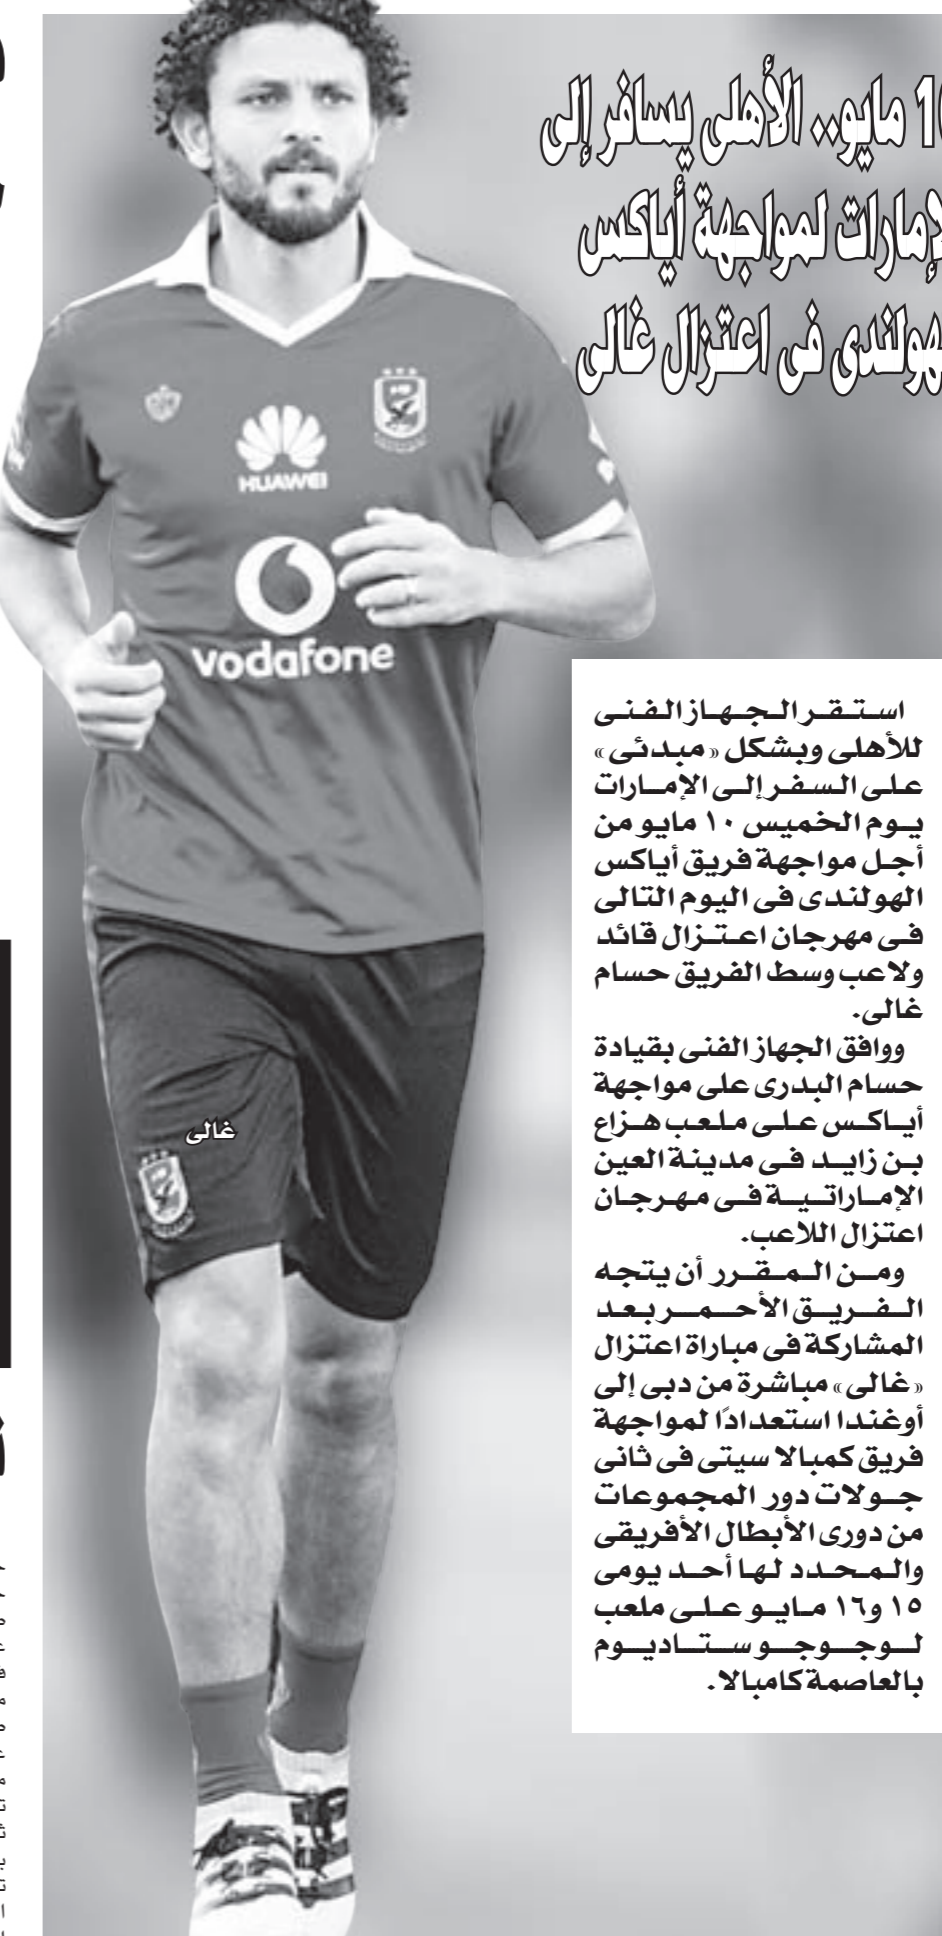 10 مايو.. الأهلى يسافر إلى
لإمارات لمواجهة أياكس
هولندى فى اعتزال غالى
استقر الجهاز الفنى
للأهلى وبشكل «مبدئى»
على السفر إلى الإمارات
يوم الخميس ١٠ مايو من
أجل مواجهة فريق أياكس
الهولندى فى اليوم التالى
فى مهرجان اعتزال قائد
ولاعب وسط الفريق حسام
غالى.
ووافق الجهاز الفنى بقيادة
حسام البدرى على مواجهة
أياكس على ملعب هزاع
بن زايد فى مدينة العين
الإماراتية فى مهرجان
اعتزال اللاعب.
ومن المقرر أن يتجه
الفريق الأحمر بعد
المشاركة فى مباراة اعتزال
«غالى» مباشرة من دبى إلى
أوغندا استعدادًا لمواجهة
فريق كمبالا سيتى فى ثانى
جولات دور المجموعات
من دورى الأبطال الأفريقى
والمحدد لها أحد يومى
١٥ و١٦ مايو على ملعب
لوجوجو ستاديوم
بالعاصمة كامبالا.
HUAWEI
vodafone
غالى